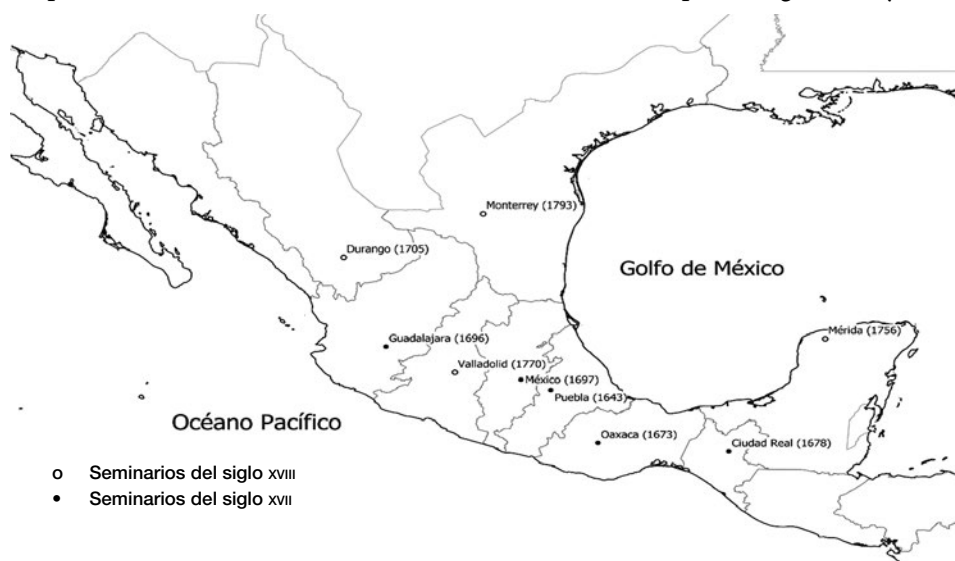 Monterrey (1793)
Durango (1705)
Golfo de México
Guadalajara (1696)
Mérida (1756)
Valladolid (1770)
México (1697)
Puebla (1643)
Océano Pacífico
Oaxaca (1673)
Ciudad Real (1678)
o Seminarios del siglo XVIII
• Seminarios del siglo XVII